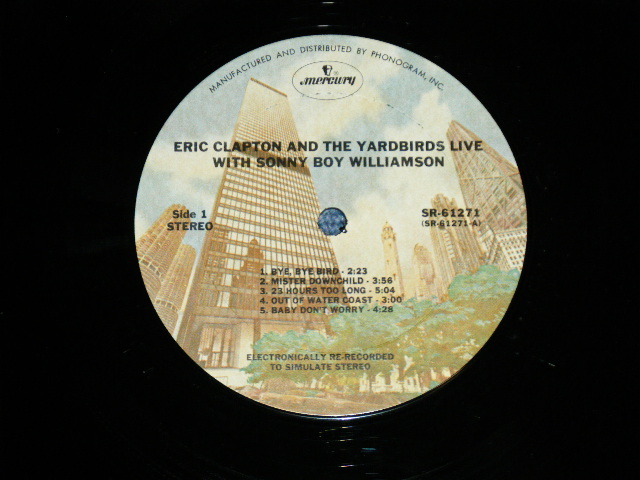 MANUFACTURED AND DISTRIBUTED BY PHONOGRAM, INC.
mercury
ERIC CLAPTON AND THE YARDBIRDS LIVE
WITH SONNY BOY WILLIAMSON
Side 1
STEREO
SR-61271
(SR-61271-A)
1. BYE, BYE BIRD - 2:23
2. MISTER DOWNCHILD - 3:56
3. 23 HOURS TOO LONG - 5:04
4. OUT OF WATER COAST - 3:00
5. BABY DON'T WORRY - 4:28
ELECTRONICALLY RE-RECORDED
TO SIMULATE STEREO